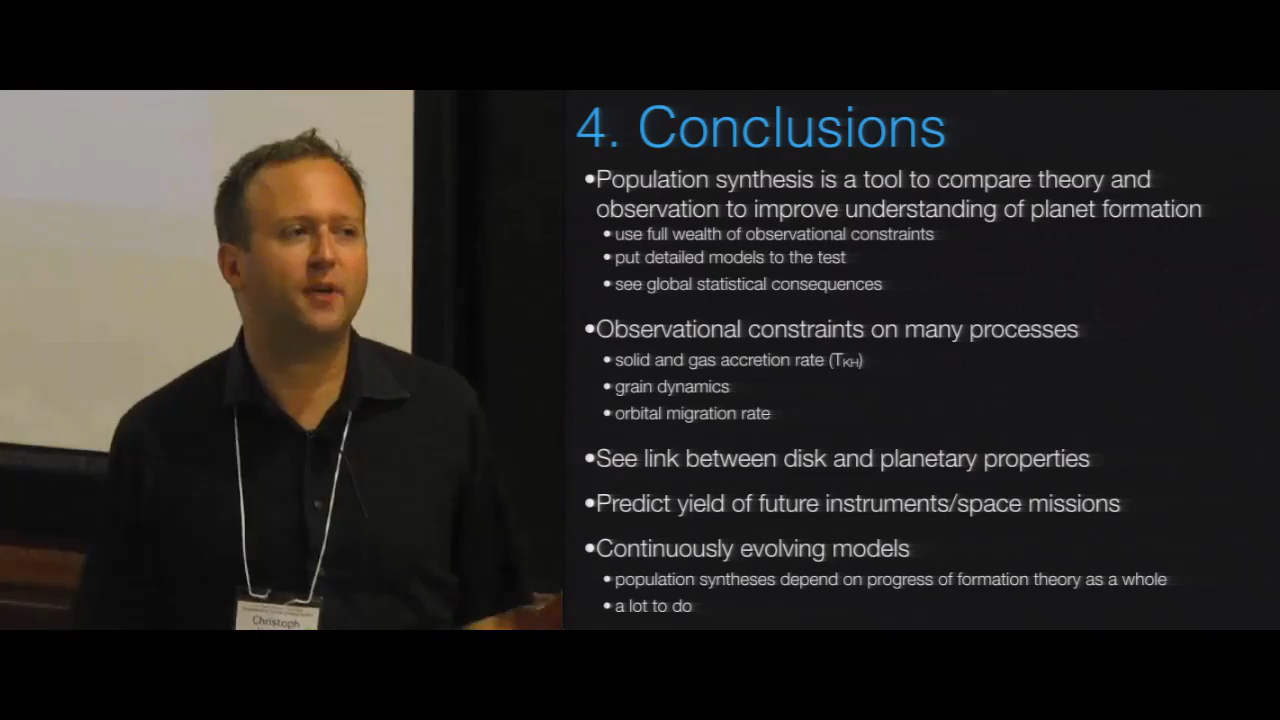 4. Conclusions
•Population synthesis is a tool to compare theory and
observation to improve understanding of planet formation
• use full wealth of observational constraints
• put detailed models to the test
• see global statistical consequences
•Observational constraints on many processes
• solid and gas accretion rate (TKH)
• grain dynamics
• orbital migration rate
•See link between disk and planetary properties
•Predict yield of future instruments/space missions
•Continuously evolving models
• population syntheses depend on progress of formation theory as a whole
• a lot to do
Christoph